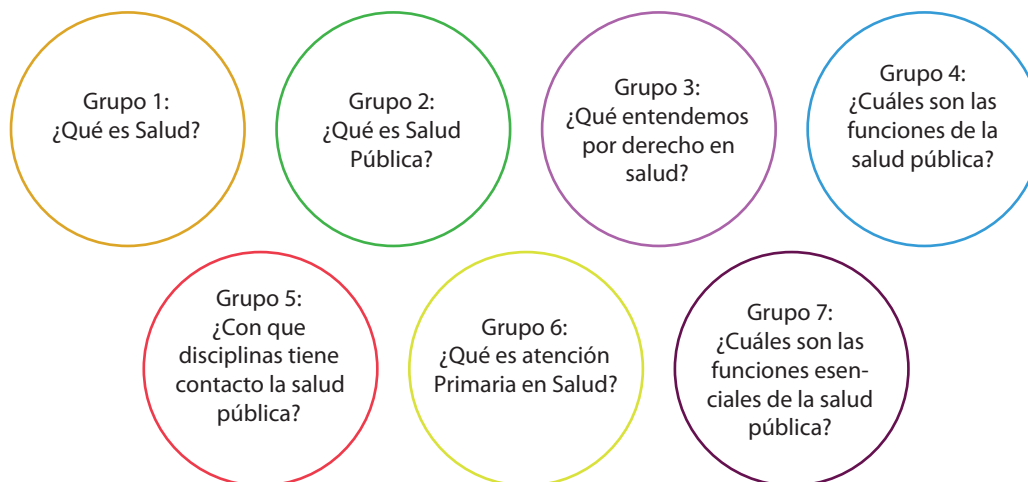 Grupo 1:
¿Qué es Salud?
Grupo 2:
¿Qué es Salud
Pública?
Grupo 3:
¿Qué entendemos
por derecho en
salud?
Grupo 4:
¿Cuáles son las
funciones de la
salud pública?
Grupo 5:
¿Con que
disciplinas tiene
contacto la salud
pública?
Grupo 6:
¿Qué es atención
Primaria en Salud?
Grupo 7:
¿Cuáles son las
funciones esen-
ciales de la salud
pública?